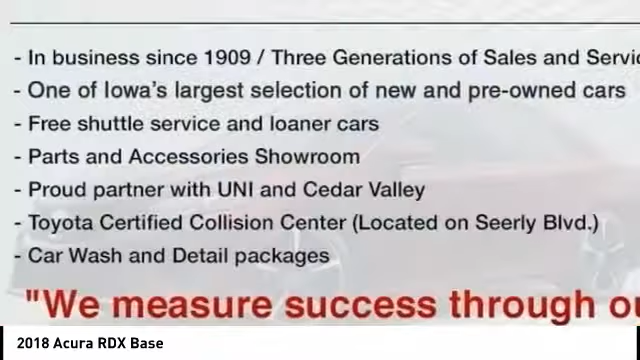 - In business since 1909 / Three Generations of Sales and
- One of Iowa's largest selection of new and pre-owned cars
- Free shuttle service and loaner cars
- Parts and Accessories Showroom
- Proud partner with UNI and Cedar Valley
- Toyota Certified Collision Center (Located on Seerly Blvd.)
- Car Wash and Detail packages
"We measure success through
2018 Acura RDX Base